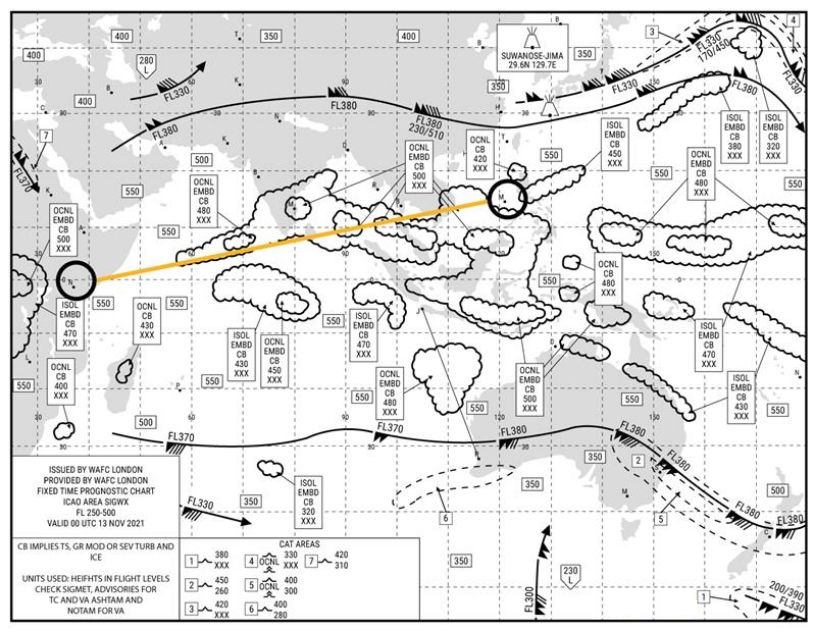 400
350
400
3
4
FL330
170/450
SUWANOSE-JIMA
29.6N 129.7E
350
350
FL330
400
280
L
FL330
FL330
400
FL380
FL380
230/510
FL380
FL380
7
FL370
500
550
550
550
550
550
OCNL
EMBD
CB
500
XXX
OCNL
EMBD
CB
480
XXX
OCNL
EMBD
CB
500
XXX
OCNL
CB
420
XXX
ISOL
EMBD
CB
450
XXX
ISOL
EMBD
CB
380
XXX
ISOL
EMBD
CB
320
XXX
OCNL
EMBD
CB
480
XXX
ISOL
EMBD
CB
470
XXX
550
550
OCNL
CB
430
XXX
550
550
550
OCNL
CB
480
XXX
OCNL
CB
400
XXX
550
ISOL
EMBD
CB
430
XXX
OCNL
EMBD
CB
450
XXX
ISOL
EMBD
CB
470
XXX
550
OCNL
EMBD
CB
480
XXX
550
OCNL
EMBD
CB
500
XXX
550
ISOL
EMBD
CB
470
XXX
ISOL
EMBD
CB
430
XXX
550
550
500
FL370
FL370
FL380
FL380
FL380
FL380
FL380
350
2
500
5
ISOL
EMBD
CB
320
XXX
350
FL330
350
6
350
FL300
230
L
1
200/390
FL330
ISSUED BY WAFC LONDON
PROVIDED BY WAFC LONDON
FIXED TIME PROGNOSTIC CHART
ICAO AREA SIGWX
FL 250-500
VALID 00 UTC 13 NOV 2021
CB IMPLIES TS, GR MOD OR SEV TURB AND
ICE
UNITS USED: HEIFHTS IN FLIGHT LEVELS
CHECK SIGMET, ADVISORIES FOR
TC AND VA ASHTAM AND
NOTAM FOR VA
CAT AREAS
1 380 XXX
2 450 260
3 420 XXX
4 OCNL 330 XXX
5 OCNL 400 300
6 400 280
7 420 310